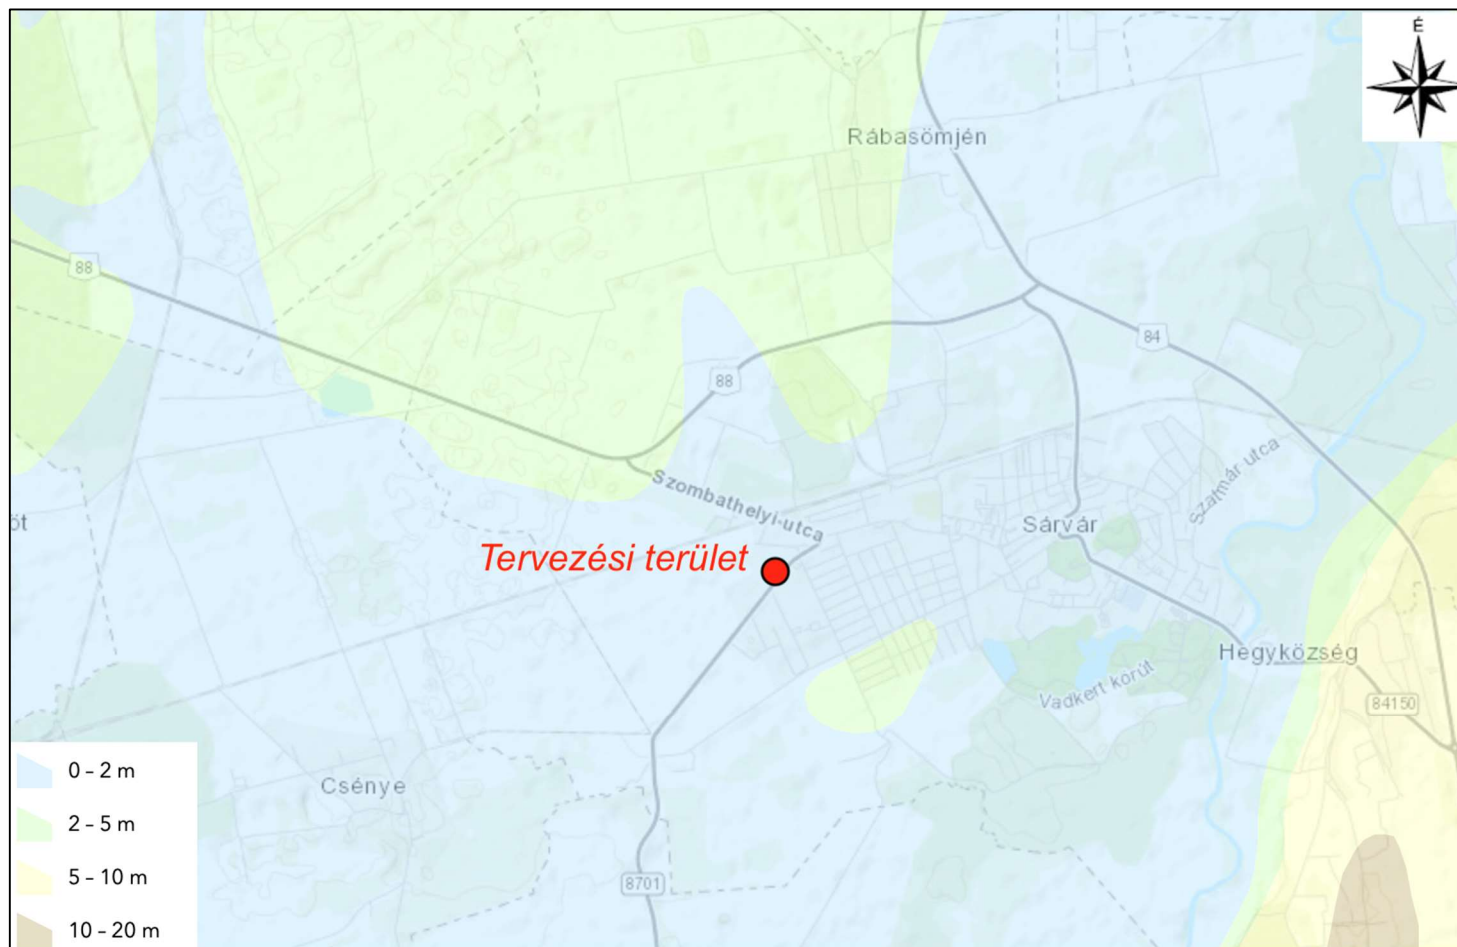 É
Rábasömjén
88
84
88
Szombathelyi-utca
Szatmár utca
Sárvár
öt
Tervezési terület
Hegyközség
Vadkert körút
84150
0 – 2 m
Csénye
2 – 5 m
5 – 10 m
8701
10 – 20 m